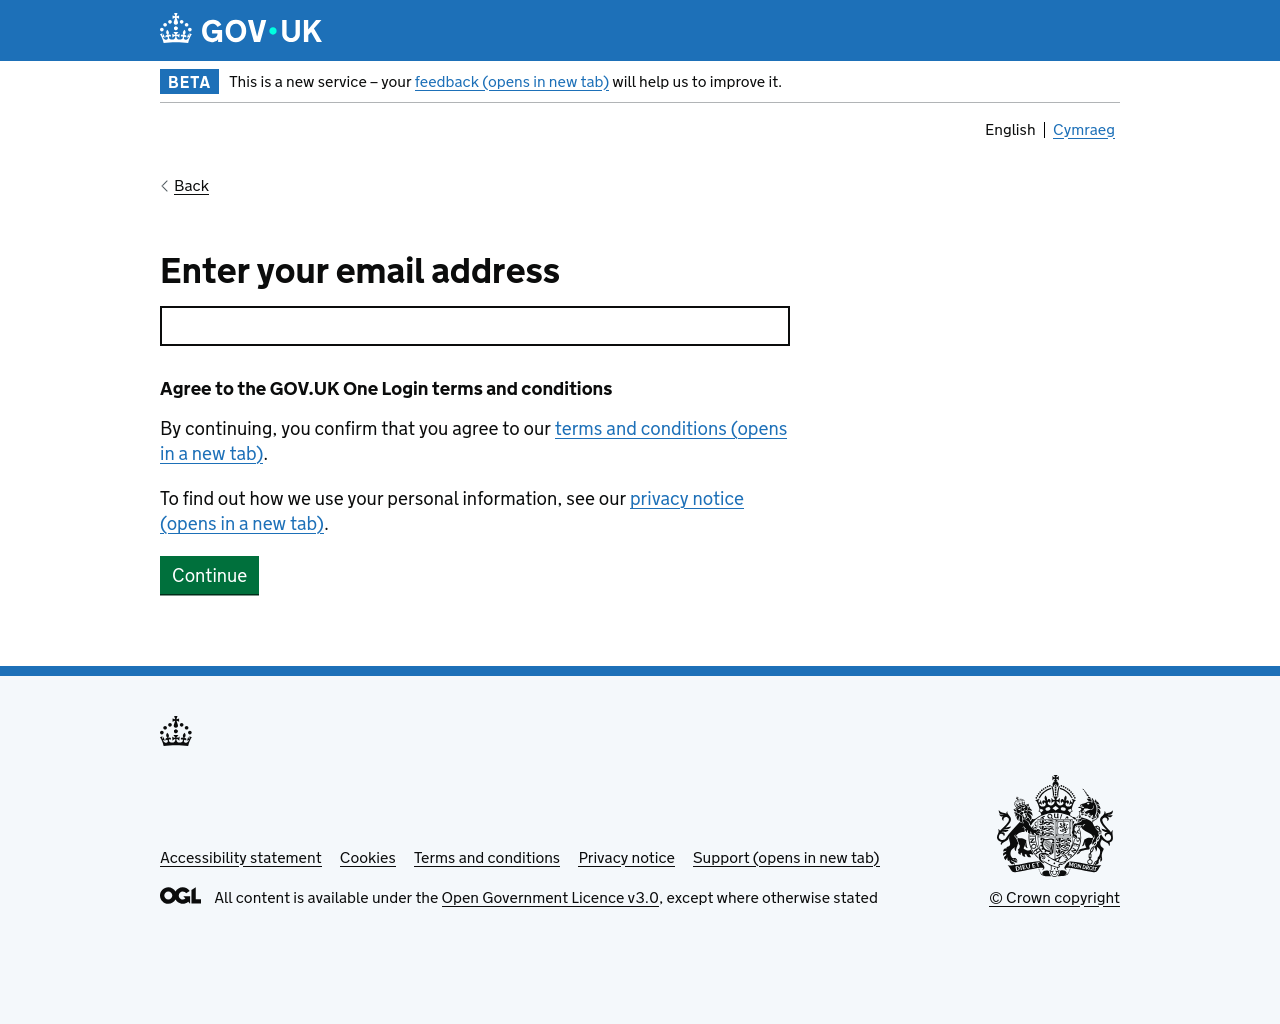 GOV•UK
BETA This is a new service – your feedback (opens in new tab) will help us to improve it.
English Cymraeg
Back
Enter your email address
Agree to the GOV.UK One Login terms and conditions
By continuing, you confirm that you agree to our terms and conditions (opens
in a new tab).
To find out how we use your personal information, see our privacy notice
(opens in a new tab).
Continue
Accessibility statement Cookies Terms and conditions Privacy notice Support (opens in new tab)
OGL All content is available under the Open Government Licence v3.0, except where otherwise stated
© Crown copyright